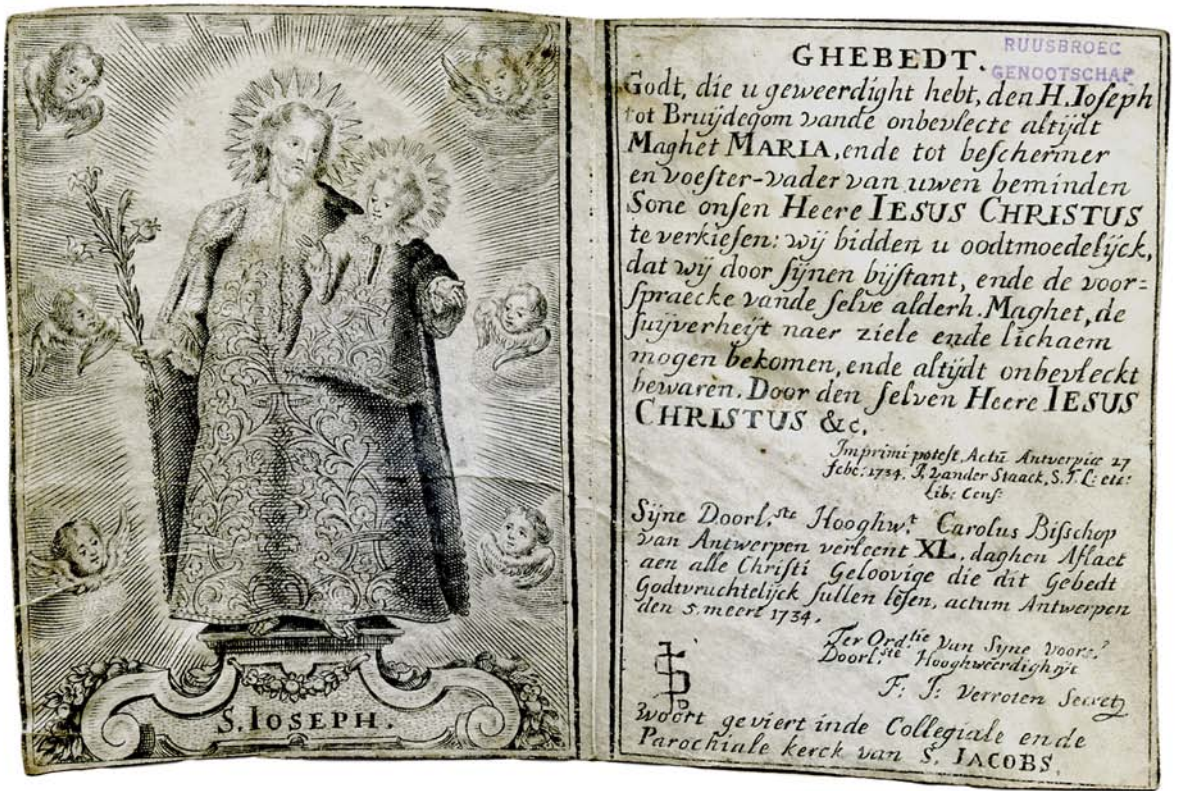 S. IOSEPH.
GHEBEDT.
RUUSBROEC
GENOOTSCHAP
Godt, die u geweerdight hebt, den H. Ioſeph
tot Bruijdegom vande onbevlecte altijdt
Maghet MARIA, ende tot beſchermer
en voeſter-vader van uwen beminden
Sone onſen Heere IESUS CHRISTUS
te verkieſen: wij bidden u oodtmoedelijck,
dat wij door ſijnen bijſtant, ende de voor=
ſpraecke vande ſelve alderh. Maghet, de
ſuijverheijt naer ziele ende lichaem
mogen bekomen, ende altijdt onbevleckt
bewaren. Door den ſelven Heere IESUS
CHRISTUS &c.
Imprimi poteſt, Actū Antverpiæ 27
febr: 1734. J. vander Staack, S. T. L: etc:
Lib: Cenſ:
Sijne Doorl.ste Hooghw.t Carolus Biſſchop
van Antwerpen verleent XL. daghen Aflaet
aen alle Chriſti Geloovige die dit Gebedt
Godtvruchtelijck ſullen leſen, actum Antwerpen
den 5. meert 1734.
Ter Ord.tie Van Sijne voors.
Doorl.ste Hooghweerdigheijt
F: J: Verroten Secret
Woort geviert inde Collegiale ende
Parochiale kerck van S. IACOBS